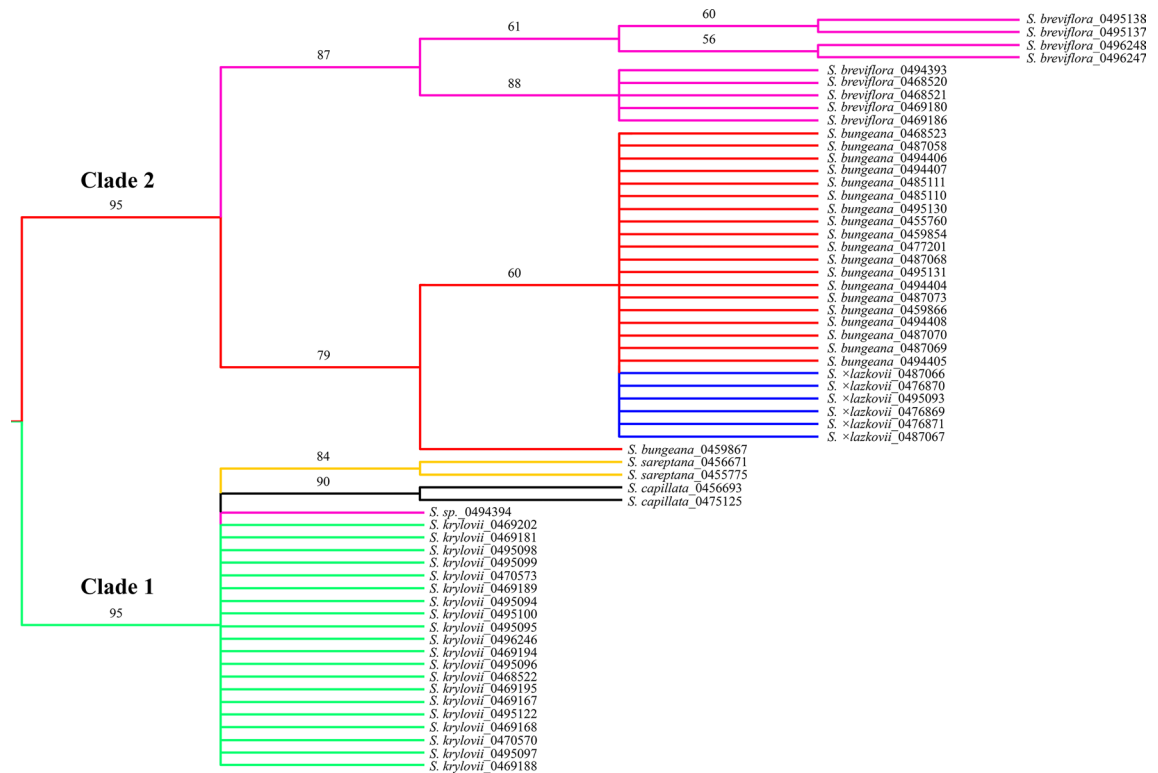 60
S. breviflora_0495138
61
S. breviflora_0495137
56
S. breviflora_0496248
87
S. breviflora_0496247
S. breviflora_0494393
88
S. breviflora_0468520
S. breviflora_0468521
S. breviflora_0469180
S. breviflora_0469186
S. bungeana_0468523
S. bungeana_0487058
S. bungeana_0494406
S. bungeana_0494407
Clade 2
S. bungeana_0485111
S. bungeana_0485110
95
S. bungeana_0495130
S. bungeana_0455760
S. bungeana_0459854
S. bungeana_0477201
S. bungeana_0487068
60
S. bungeana_0495131
S. bungeana_0494404
S. bungeana_0487073
S. bungeana_0459866
S. bungeana_0494408
S. bungeana_0487070
79
S. bungeana_0487069
S. bungeana_0494405
S. ×lazkovii_0487066
S. ×lazkovii_0476870
S. ×lazkovii_0495093
S. ×lazkovii_0476869
S. ×lazkovii_0476871
S. ×lazkovii_0487067
S. bungeana_0459867
84
S. sareptana_0456671
S. sareptana_0455775
90
S. capillata_0456693
S. capillata_0475125
S. sp._0494394
S. krylovii_0469202
S. krylovii_0469181
S. krylovii_0495098
S. krylovii_0495099
S. krylovii_0470573
Clade 1
S. krylovii_0469189
S. krylovii_0495094
95
S. krylovii_0495100
S. krylovii_0495095
S. krylovii_0496246
S. krylovii_0469194
S. krylovii_0495096
S. krylovii_0468522
S. krylovii_0469195
S. krylovii_0469167
S. krylovii_0495122
S. krylovii_0469168
S. krylovii_0470570
S. krylovii_0495097
S. krylovii_0469188